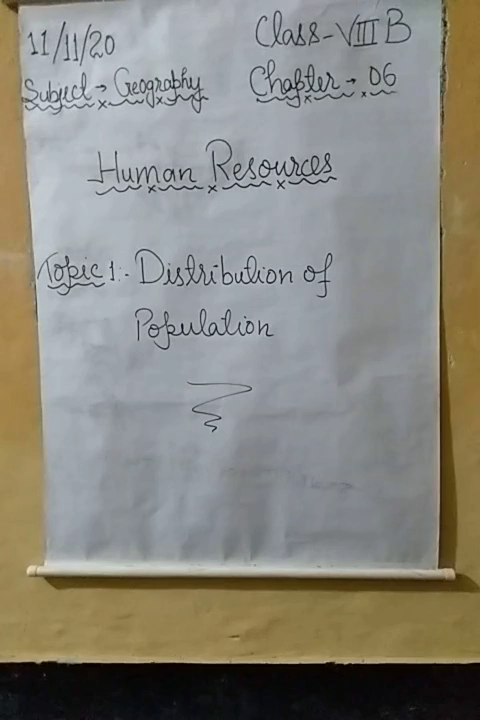 11/11/20 Class-VIII B
Subject → Geography Chapter → 06
Human Resources
Topic 1:- Distribution of
Population